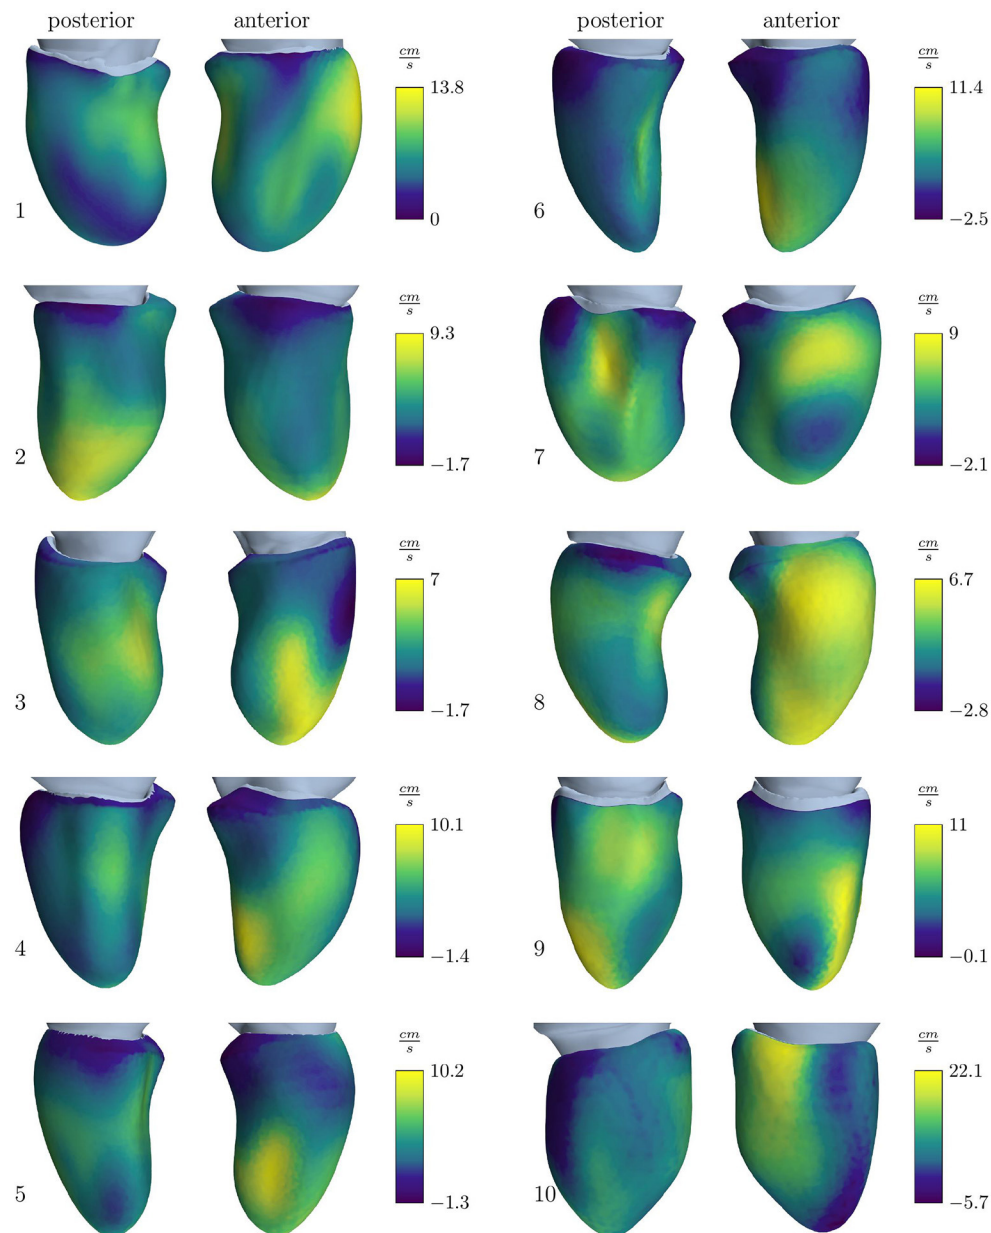 posterior anterior posterior anterior
cm/s cm/s
13.8 11.4
1 6
0 −2.5
cm/s cm/s
9.3 9
2 7
−1.7 −2.1
cm/s cm/s
7 6.7
3 8
−1.7 −2.8
cm/s cm/s
10.1 11
4 9
−1.4 −0.1
cm/s cm/s
10.2 22.1
5 10
−1.3 −5.7